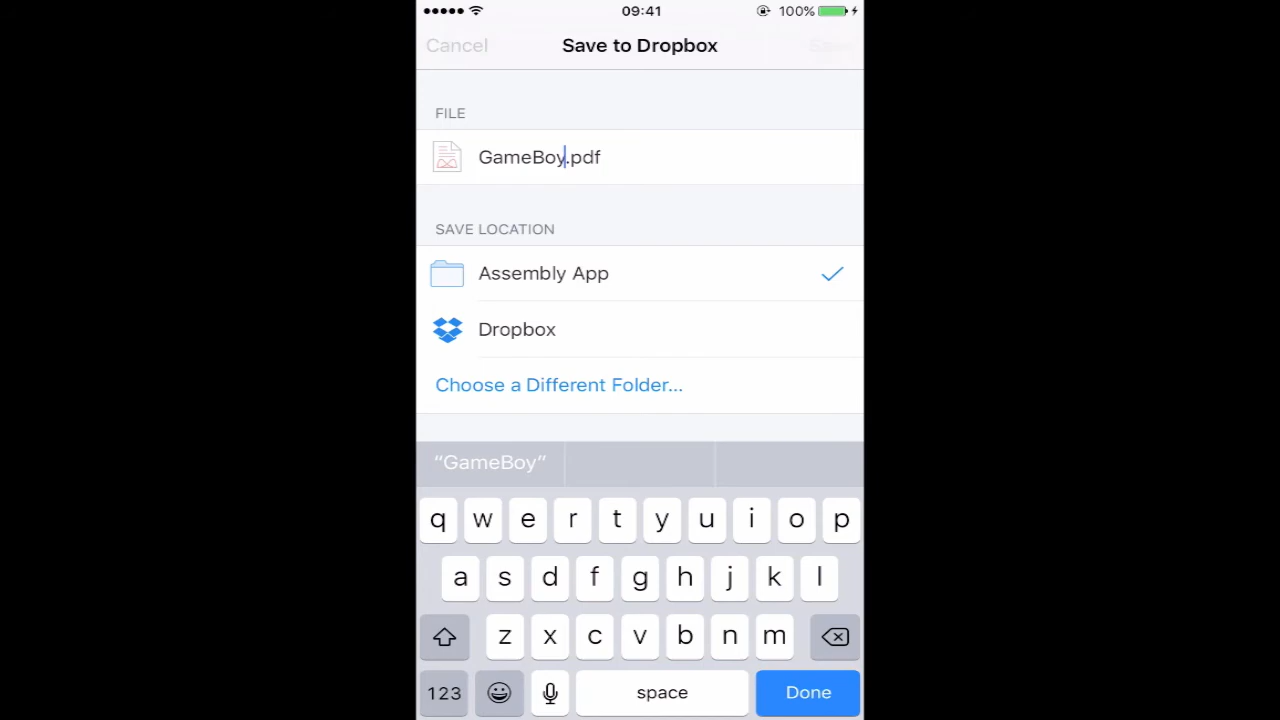 09:41 100%
Cancel Save to Dropbox Save
FILE
GameBoy.pdf
SAVE LOCATION
Assembly App
Dropbox
Choose a Different Folder...
“GameBoy”
q w e r t y u i o p
a s d f g h j k l
z x c v b n m
123 space Done